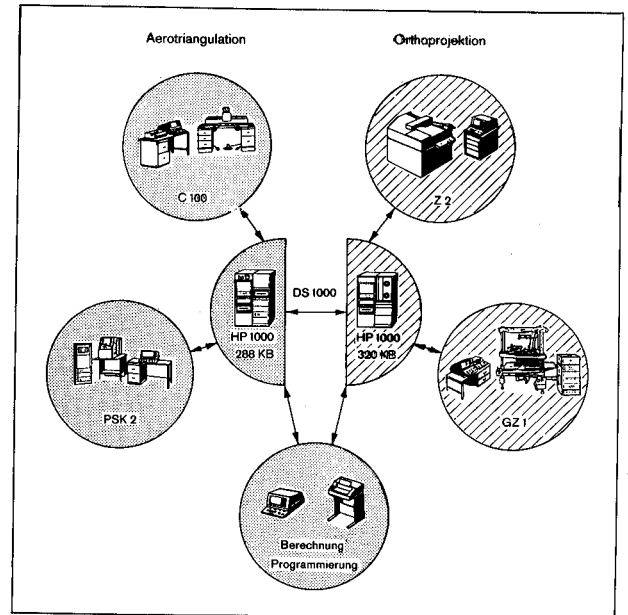 Aerotriangulation
Orthoprojektion
C 100
Z 2
DS 1000
HP 1000
288 KB
HP 1000
320 KB
PSK 2
GZ 1
Berechnung
Programmierung